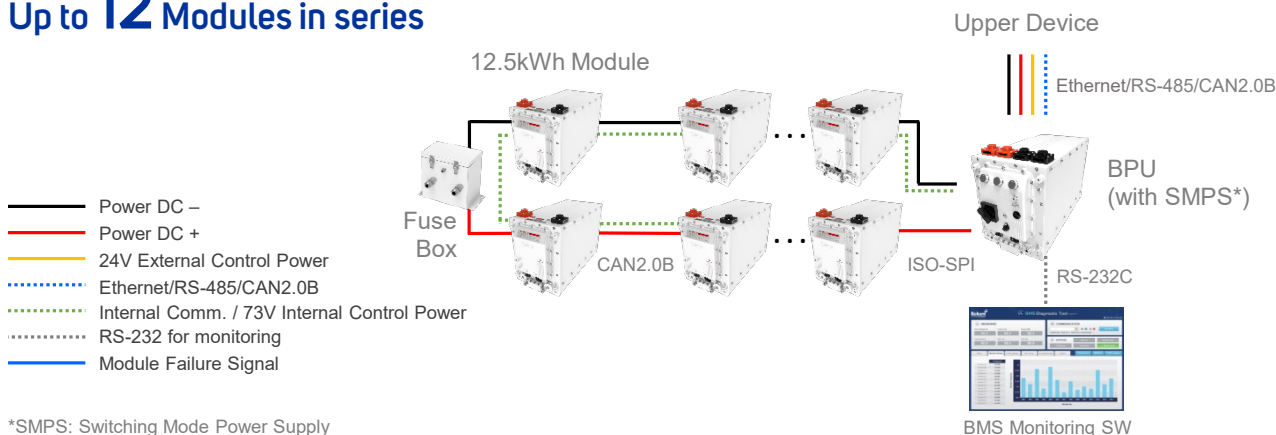 Up to 12 Modules in series
Upper Device
12.5kWh Module
Ethernet/RS-485/CAN2.0B
BPU
(with SMPS*)
Fuse
Box
CAN2.0B
ISO-SPI
RS-232C
Power DC –
Power DC +
24V External Control Power
Ethernet/RS-485/CAN2.0B
Internal Comm. / 73V Internal Control Power
RS-232 for monitoring
Module Failure Signal
BMS Diagnostic Tool
*SMPS: Switching Mode Power Supply
BMS Monitoring SW